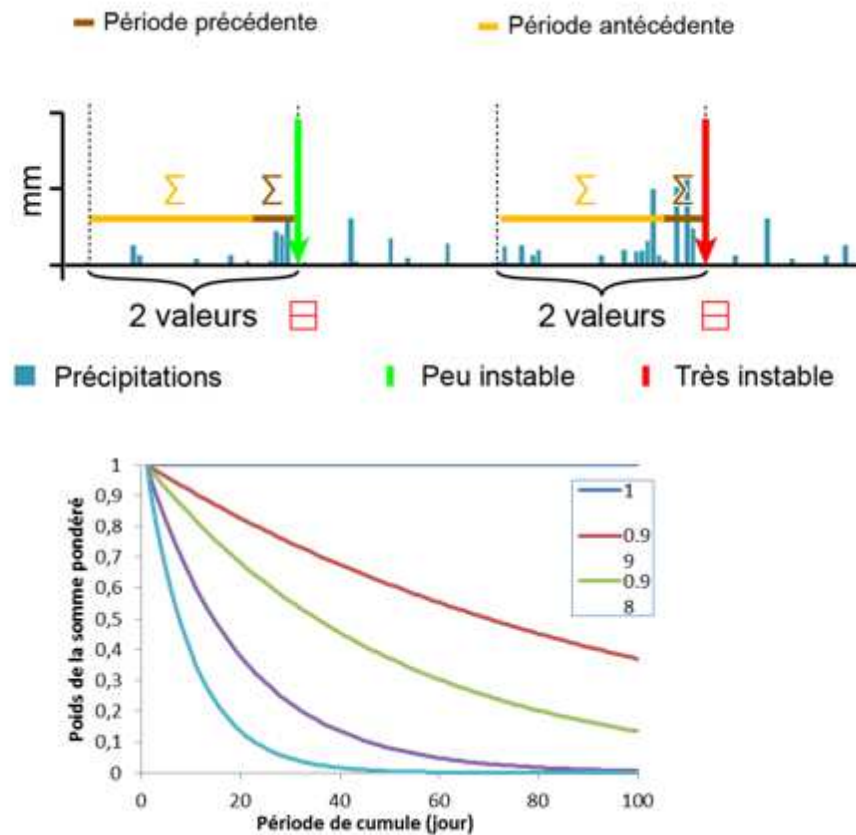 Période précédente Période antécédente
Σ Σ Σ Σ
mm
2 valeurs 2 valeurs
Précipitations Peu instable Très instable
Poids de la somme pondéré
1
0,9
0,8
0,7
0,6
0,5
0,4
0,3
0,2
0,1
0
1
0.9
9
0.9
8
0 20 40 60 80 100
Période de cumule (jour)